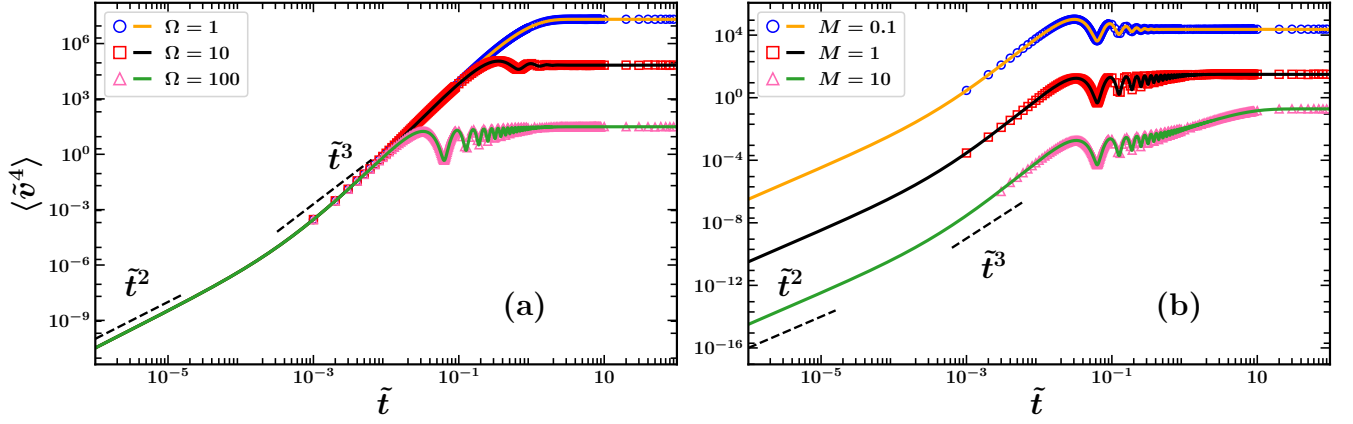 Ω = 1
Ω = 10
Ω = 100
10⁶
10³
10⁰
10⁻³
10⁻⁶
10⁻⁹
⟨ṽ⁴⟩
t̃³
t̃²
(a)
10⁻⁵ 10⁻³ 10⁻¹ 10
t̃
M = 0.1
M = 1
M = 10
10⁴
10⁰
10⁻⁴
10⁻⁸
10⁻¹²
10⁻¹⁶
t̃³
t̃²
(b)
10⁻⁵ 10⁻³ 10⁻¹ 10
t̃